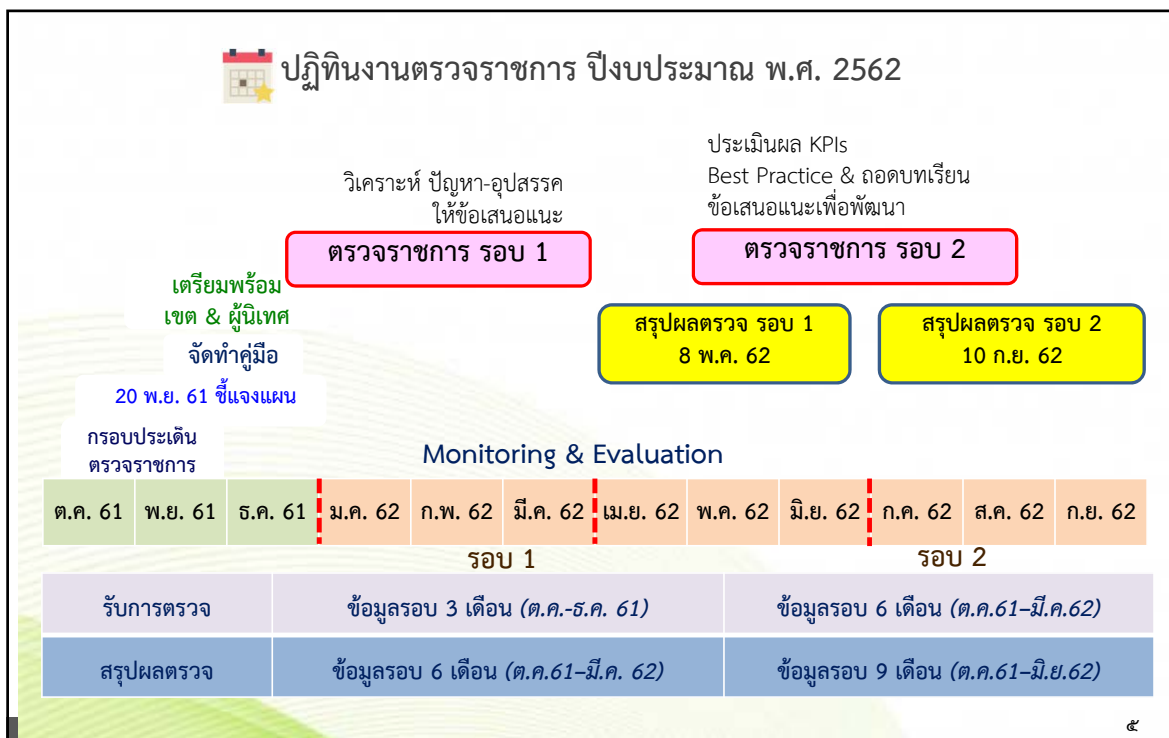 ปฏิทินงานตรวจราชการ ปีงบประมาณ พ.ศ. 2562
วิเคราะห์ ปัญหา-อุปสรรค
ให้ข้อเสนอแนะ
ประเมินผล KPIs
Best Practice & ถอดบทเรียน
ข้อเสนอแนะเพื่อพัฒนา
ตรวจราชการ รอบ 1
ตรวจราชการ รอบ 2
เตรียมพร้อม
เขต & ผู้นิเทศ
สรุปผลตรวจ รอบ 1
8 พ.ค. 62
สรุปผลตรวจ รอบ 2
10 ก.ย. 62
จัดทำคู่มือ
20 พ.ย. 61 ชี้แจงแผน
กรอบประเด็น
ตรวจราชการ
Monitoring & Evaluation
ต.ค. 61 พ.ย. 61 ธ.ค. 61 ม.ค. 62 ก.พ. 62 มี.ค. 62 เม.ย. 62 พ.ค. 62 มิ.ย. 62 ก.ค. 62 ส.ค. 62 ก.ย. 62
รอบ 1 รอบ 2
รับการตรวจ ข้อมูลรอบ 3 เดือน (ต.ค.-ธ.ค. 61) ข้อมูลรอบ 6 เดือน (ต.ค.61–มี.ค.62)
สรุปผลตรวจ ข้อมูลรอบ 6 เดือน (ต.ค.61–มี.ค. 62) ข้อมูลรอบ 9 เดือน (ต.ค.61–มิ.ย.62)
๕